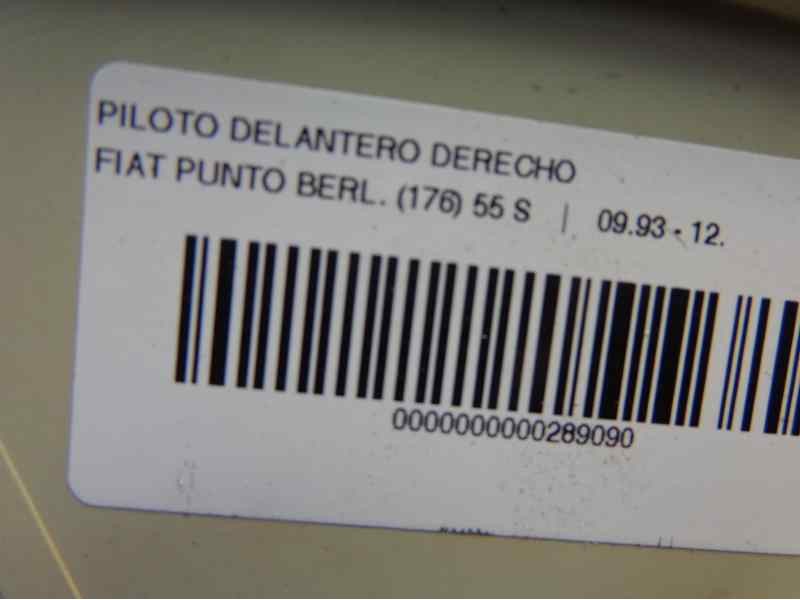 PILOTO DELANTERO DERECHO
FIAT PUNTO BERL. (176) 55 S | 09.93 - 12.
0000000000289090